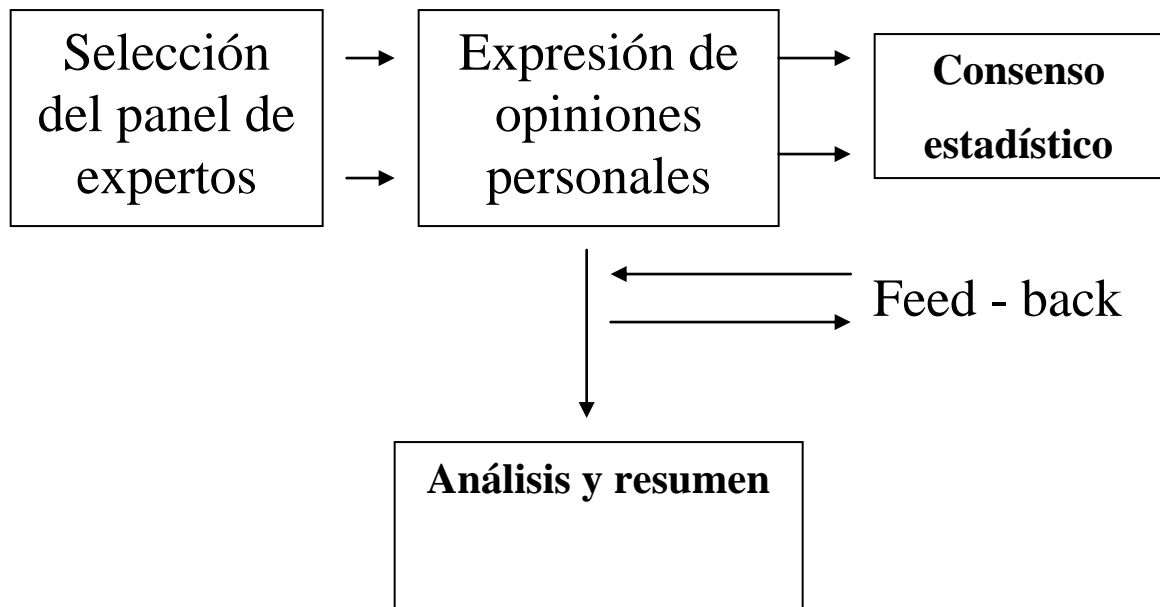 Selección
del panel de
expertos
Expresión de
opiniones
personales
Consenso
estadístico
Feed - back
Análisis y resumen